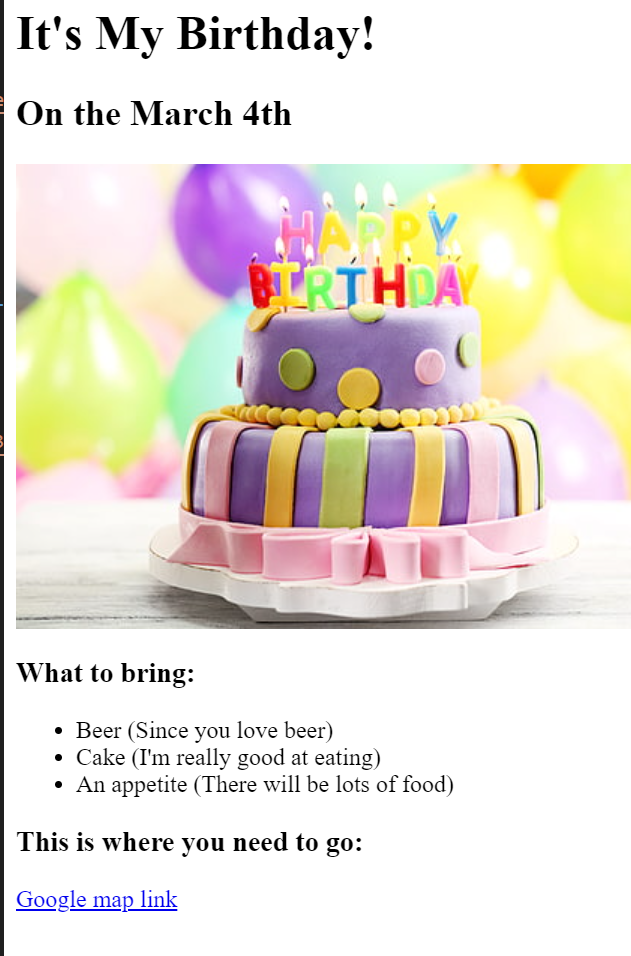 It's My Birthday!
On the March 4th
HAPPY
BIRTHDAY
What to bring:
Beer (Since you love beer)
Cake (I'm really good at eating)
An appetite (There will be lots of food)
This is where you need to go:
Google map link